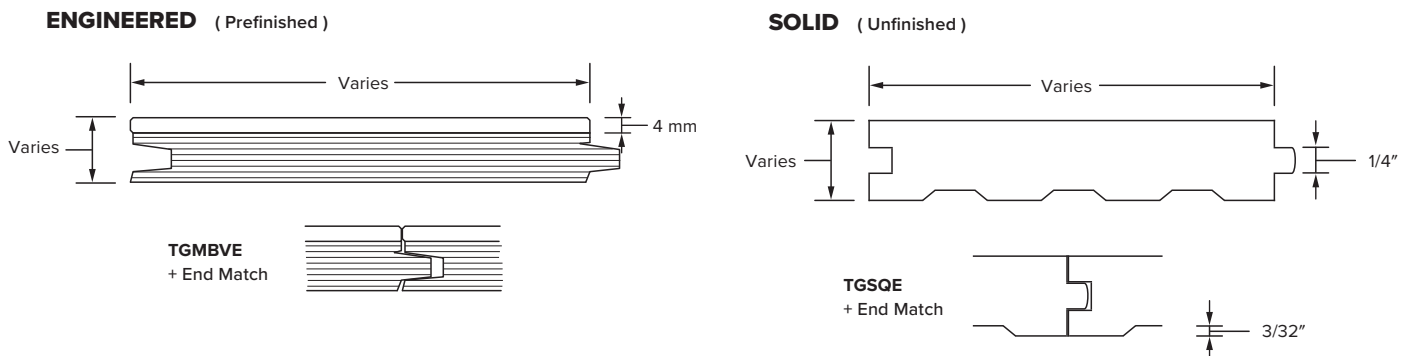 ENGINEERED ( Prefinished )
Varies
Varies
4 mm
TGMBVE
+ End Match
SOLID ( Unfinished )
Varies
Varies
1/4”
TGSQE
+ End Match
3/32”